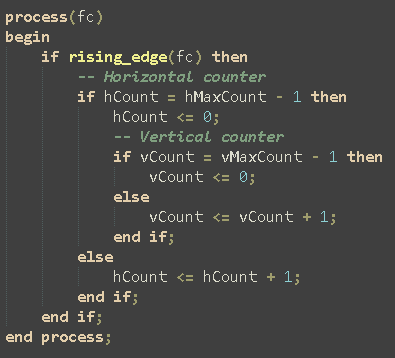 process(fc)
begin
    if rising_edge(fc) then
        -- Horizontal counter
        if hCount = hMaxCount - 1 then
            hCount <= 0;
            -- Vertical counter
            if vCount = vMaxCount - 1 then
                vCount <= 0;
            else
                vCount <= vCount + 1;
            end if;
        else
            hCount <= hCount + 1;
        end if;
    end if;
end process;